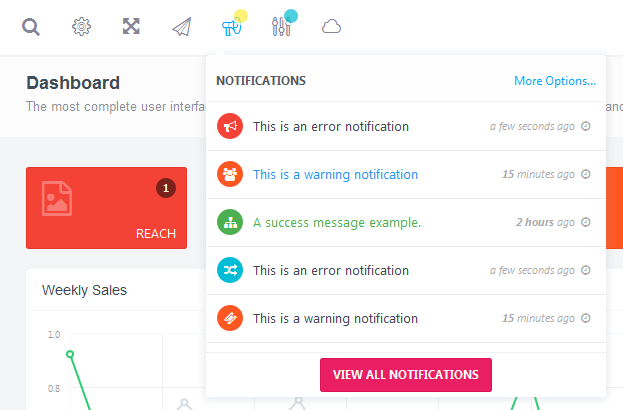 Dashboard
The most complete user interfa
and
NOTIFICATIONS
More Options...
This is an error notification
a few seconds ago
This is a warning notification
15 minutes ago
A success message example.
2 hours ago
This is an error notification
a few seconds ago
This is a warning notification
15 minutes ago
VIEW ALL NOTIFICATIONS
1
REACH
Weekly Sales
1.0
0.8